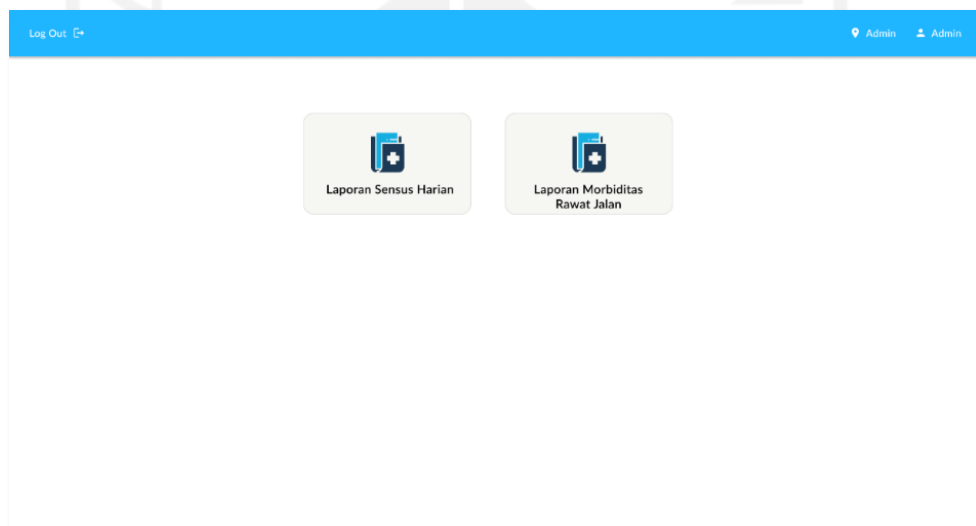 Log Out
Admin
Admin
Laporan Sensus Harian
Laporan Morbiditas
Rawat Jalan